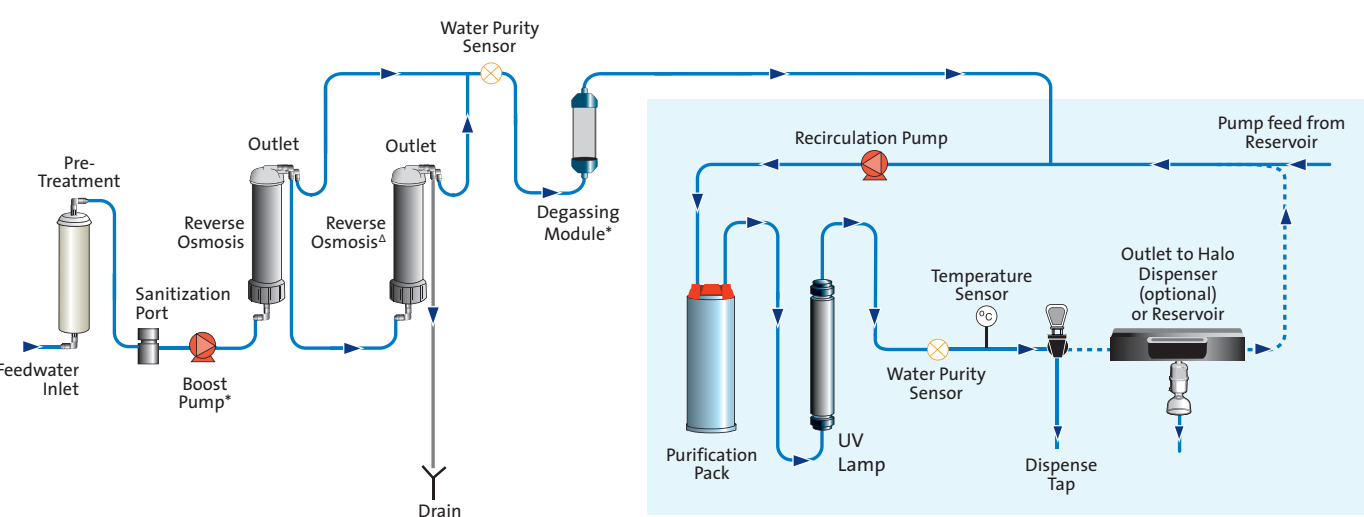 Water Purity
Sensor
Outlet
Outlet
Pre-
Treatment
Reverse
Osmosis
Reverse
OsmosisΔ
Degassing
Module*
Sanitization
Port
Boost
Pump*
Feedwater
Inlet
Drain
Recirculation Pump
Pump feed from
Reservoir
Temperature
Sensor
°C
Outlet to Halo
Dispenser
(optional)
or Reservoir
Water Purity
Sensor
Purification
Pack
UV
Lamp
Dispense
Tap